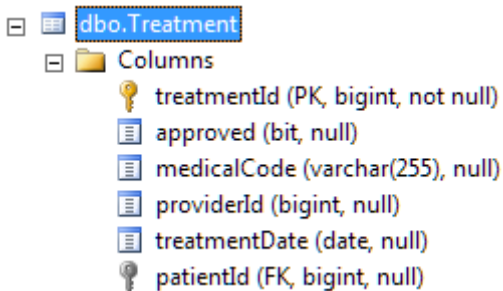 dbo.Treatment
Columns
treatmentId (PK, bigint, not null)
approved (bit, null)
medicalCode (varchar(255), null)
providerId (bigint, null)
treatmentDate (date, null)
patientId (FK, bigint, null)